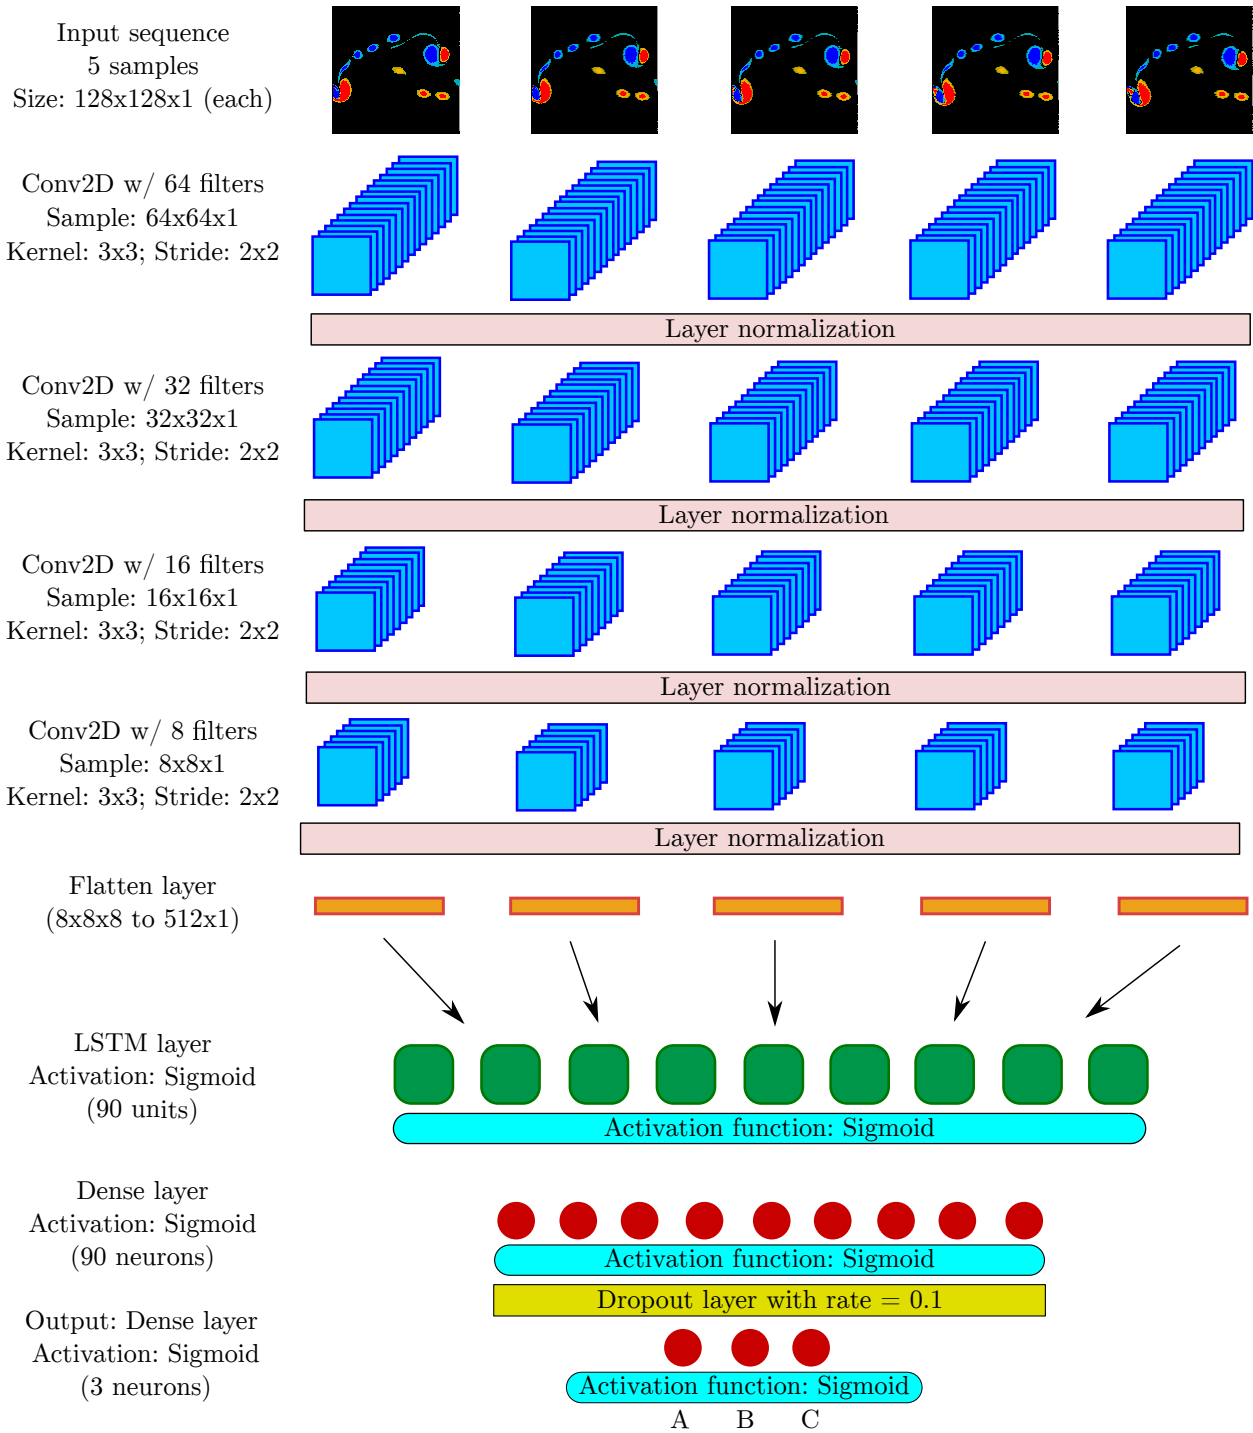 Input sequence
5 samples
Size: 128x128x1 (each)
Conv2D w/ 64 filters
Sample: 64x64x1
Kernel: 3x3; Stride: 2x2
Layer normalization
Conv2D w/ 32 filters
Sample: 32x32x1
Kernel: 3x3; Stride: 2x2
Layer normalization
Conv2D w/ 16 filters
Sample: 16x16x1
Kernel: 3x3; Stride: 2x2
Layer normalization
Conv2D w/ 8 filters
Sample: 8x8x1
Kernel: 3x3; Stride: 2x2
Layer normalization
Flatten layer
(8x8x8 to 512x1)
LSTM layer
Activation: Sigmoid
(90 units)
Activation function: Sigmoid
Dense layer
Activation: Sigmoid
(90 neurons)
Activation function: Sigmoid
Dropout layer with rate = 0.1
Output: Dense layer
Activation: Sigmoid
(3 neurons)
Activation function: Sigmoid
A B C